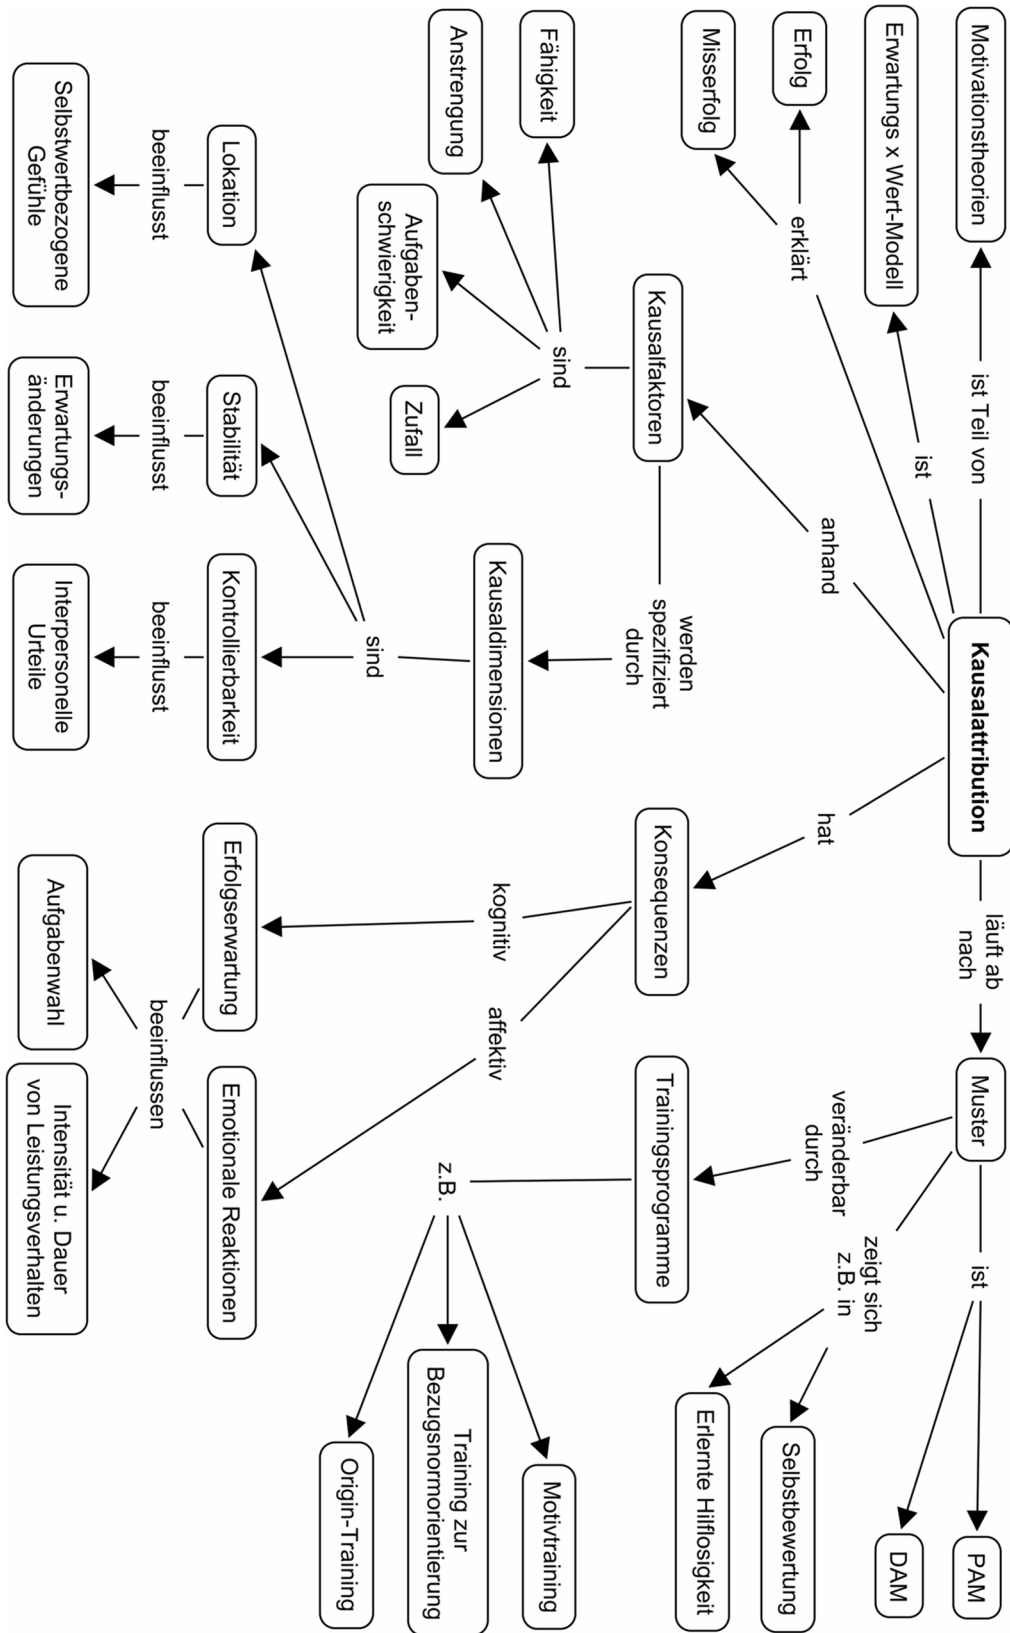 Motivationstheorien
ist Teil von
Kausalattribution
läuft ab
nach
Muster
ist
PAM
DAM
Erwartungs x Wert-Modell
ist
Erfolg
Misserfolg
erklärt
anhand
hat
veränderbar
durch
zeigt sich
z.B. in
Selbstbewertung
Erlernte Hilflosigkeit
Kausalfaktoren
werden
spezifiziert
durch
Konsequenzen
Trainingsprogramme
Fähigkeit
Anstrengung
Aufgaben-
schwierigkeit
Zufall
sind
Kausaldimensionen
sind
kognitiv
affektiv
z.B.
Motivtraining
Training zur
Bezugsnormorientierung
Origin-Training
Lokation
Stabilität
Kontrollierbarkeit
Erfolgserwartung
Emotionale Reaktionen
beeinflusst
beeinflusst
beeinflusst
beeinflussen
Selbstwertbezogene
Gefühle
Erwartungs-
änderungen
Interpersonelle
Urteile
Aufgabenwahl
Intensität u. Dauer
von Leistungsverhalten